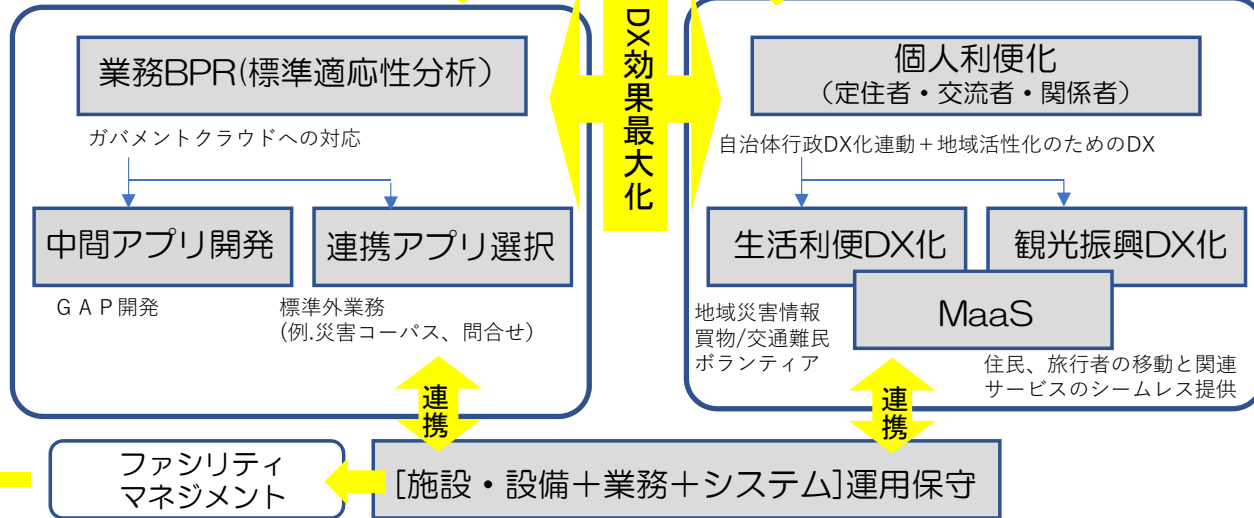 業務BPR(標準適応性分析）
ガバメントクラウドへの対応
中間アプリ開発
連携アプリ選択
ＧＡＰ開発
標準外業務
(例.災害コーパス、問合せ）
連携
DX効果最大化
個人利便化
（定住者・交流者・関係者）
自治体行政DX化連動＋地域活性化のためのDX
生活利便DX化
観光振興DX化
MaaS
地域災害情報
買物/交通難民
ボランティア
住民、旅行者の移動と関連
サービスのシームレス提供
連携
ファシリティ
マネジメント
[施設・設備＋業務＋システム]運用保守